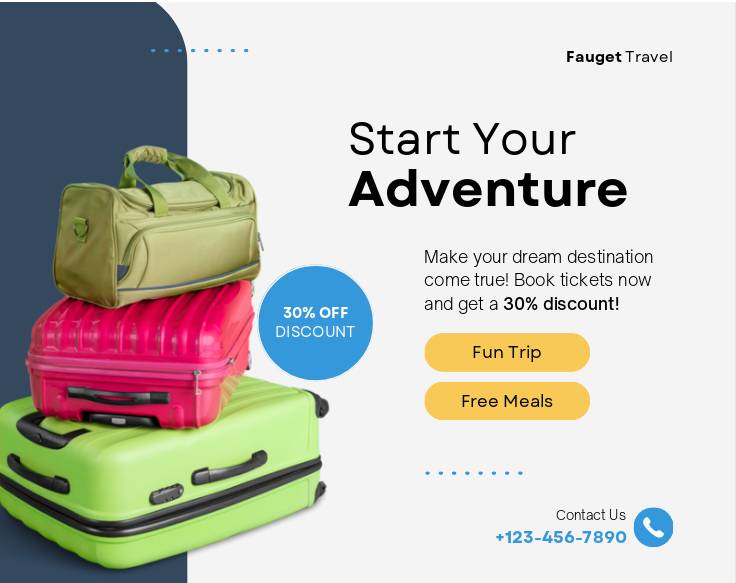 Fauget Travel
Start Your
Adventure
Make your dream destination
come true! Book tickets now
and get a 30% discount!
30% OFF
DISCOUNT
Fun Trip
Free Meals
Contact Us
+123-456-7890